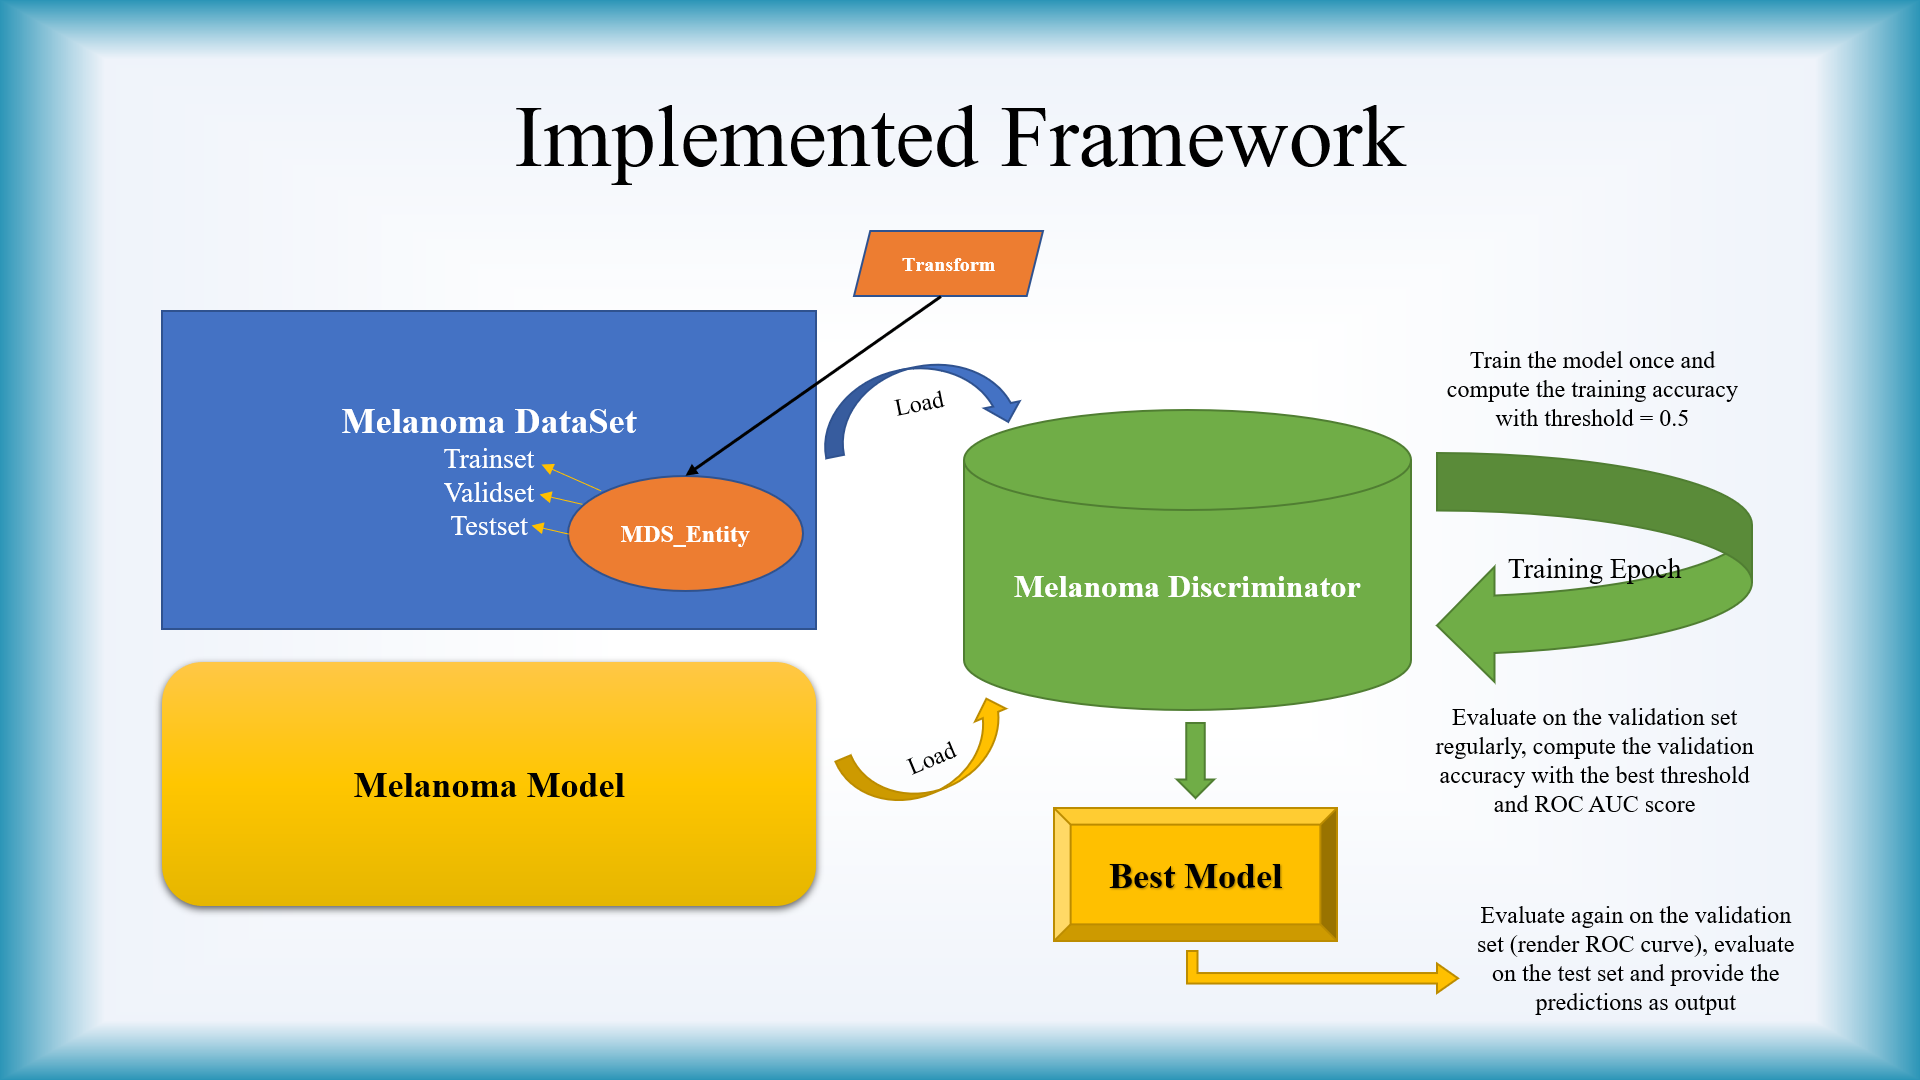 Implemented Framework
Transform
Melanoma DataSet
Trainset
Validset
Testset
MDS_Entity
Load
Melanoma Discriminator
Train the model once and
compute the training accuracy
with threshold = 0.5
Training Epoch
Melanoma Model
Load
Evaluate on the validation set
regularly, compute the validation
accuracy with the best threshold
and ROC AUC score
Best Model
Evaluate again on the validation
set (render ROC curve), evaluate
on the test set and provide the
predictions as output